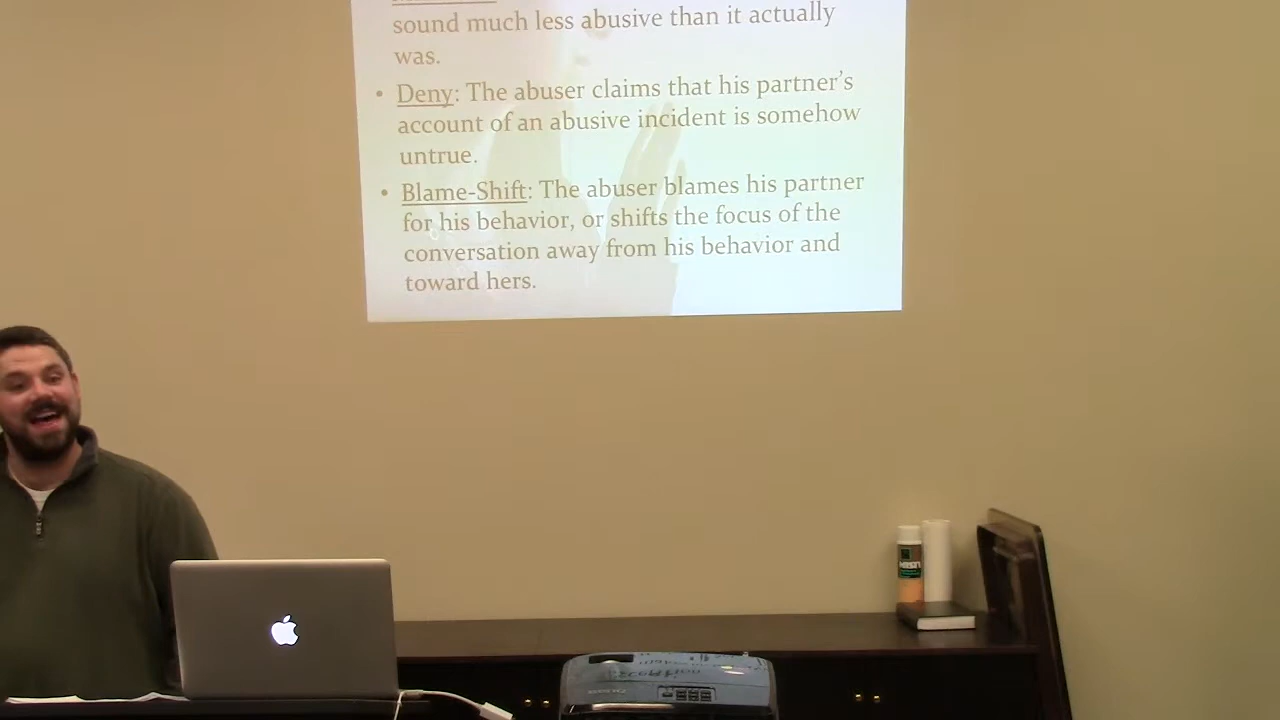 sound much less abusive than it actually
was.
• Deny: The abuser claims that his partner's
account of an abusive incident is somehow
untrue.
• Blame-Shift: The abuser blames his partner
for his behavior, or shifts the focus of the
conversation away from his behavior and
toward hers.